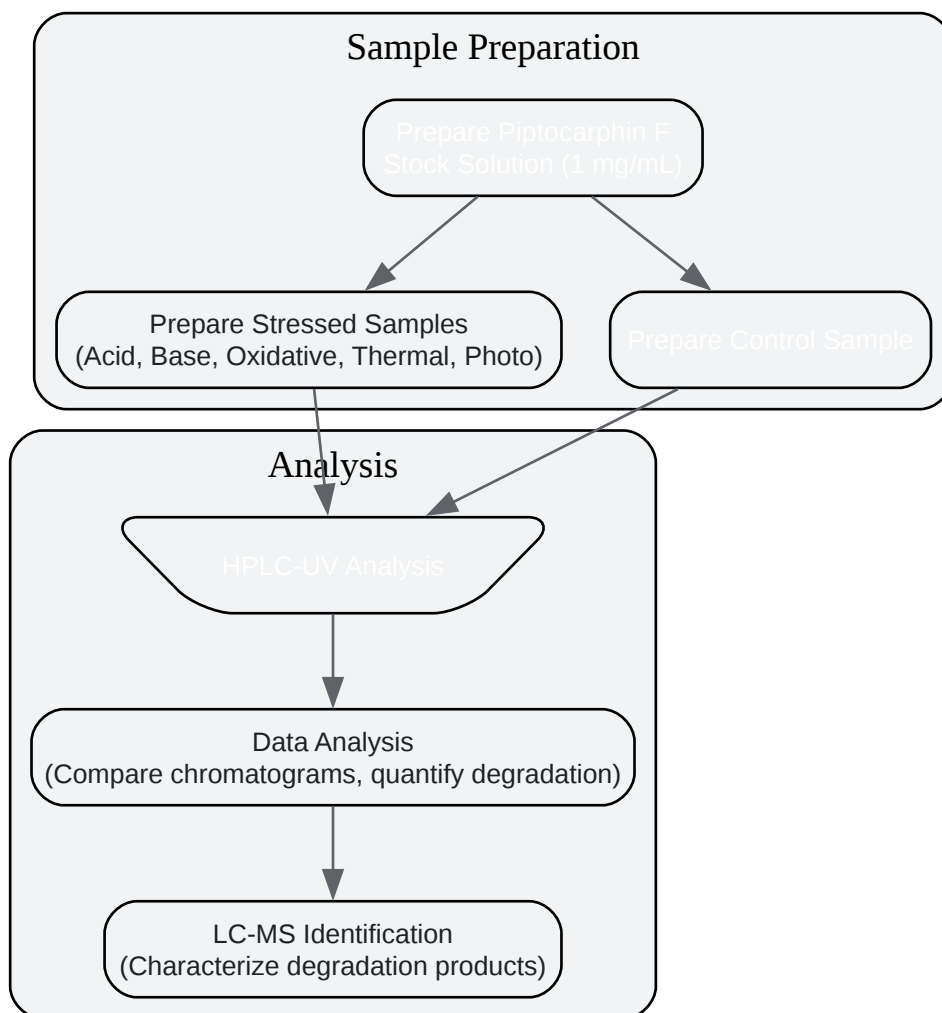 Sample Preparation
Prepare Piptocarphin F
Stock Solution (1 mg/mL)
Prepare Stressed Samples
(Acid, Base, Oxidative, Thermal, Photo)
Prepare Control Sample
Analysis
HPLC-UV Analysis
Data Analysis
(Compare chromatograms, quantify degradation)
LC-MS Identification
(Characterize degradation products)